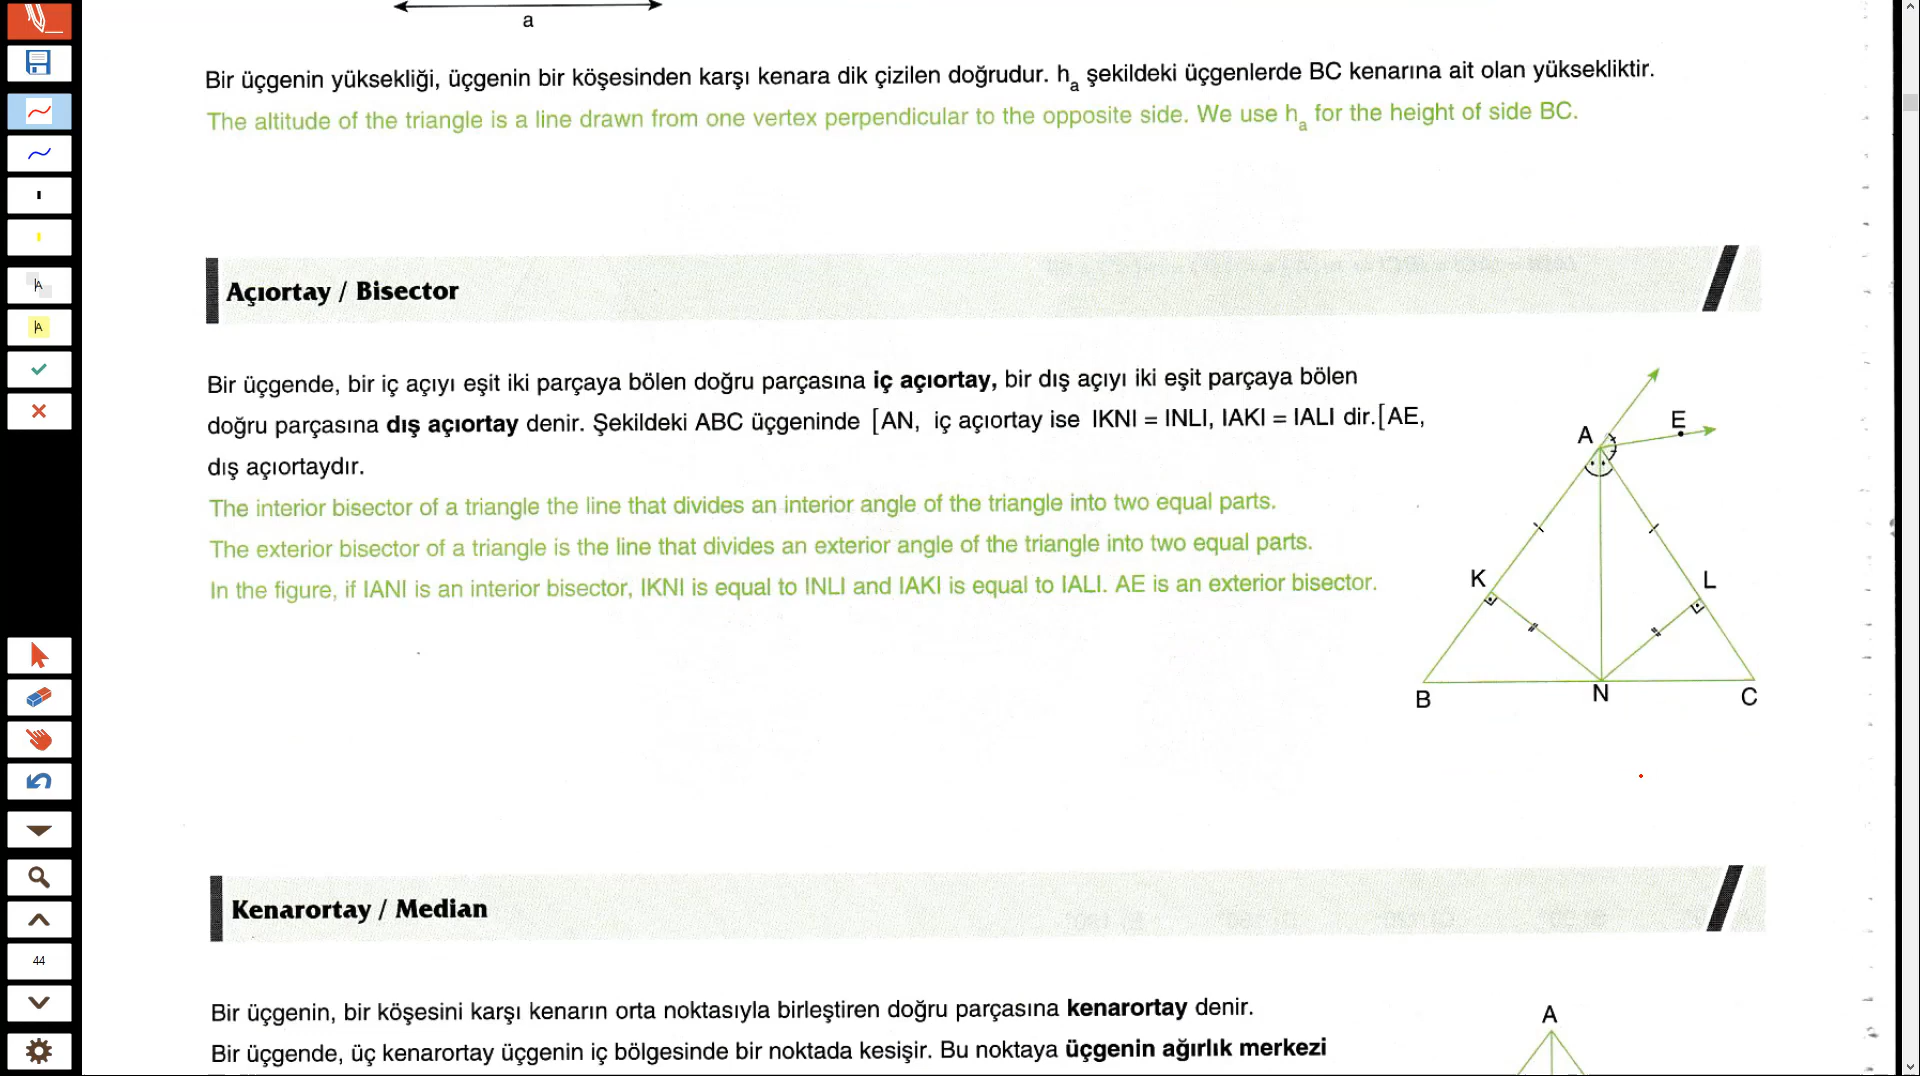 a
Bir üçgenin yüksekliği, üçgenin bir köşesinden karşı kenara dik çizilen doğrudur. ha şekildeki üçgenlerde BC kenarına ait olan yüksekliktir.
The altitude of the triangle is a line drawn from one vertex perpendicular to the opposite side. We use ha for the height of side BC.
Açıortay / Bisector
Bir üçgende, bir iç açıyı eşit iki parçaya bölen doğru parçasına iç açıortay, bir dış açıyı iki eşit parçaya bölen
doğru parçasına dış açıortay denir. Şekildeki ABC üçgeninde [AN, iç açıortay ise IKNI = INLI, IAKI = IALI dir.[AE,
dış açıortaydır.
The interior bisector of a triangle the line that divides an interior angle of the triangle into two equal parts.
The exterior bisector of a triangle is the line that divides an exterior angle of the triangle into two equal parts.
In the figure, if IANI is an interior bisector, IKNI is equal to INLI and IAKI is equal to IALI. AE is an exterior bisector.
A
E
K
L
B
N
C
Kenarortay / Median
Bir üçgenin, bir köşesini karşı kenarın orta noktasıyla birleştiren doğru parçasına kenarortay denir.
Bir üçgende, üç kenarortay üçgenin iç bölgesinde bir noktada kesişir. Bu noktaya üçgenin ağırlık merkezi
A
A
A
44